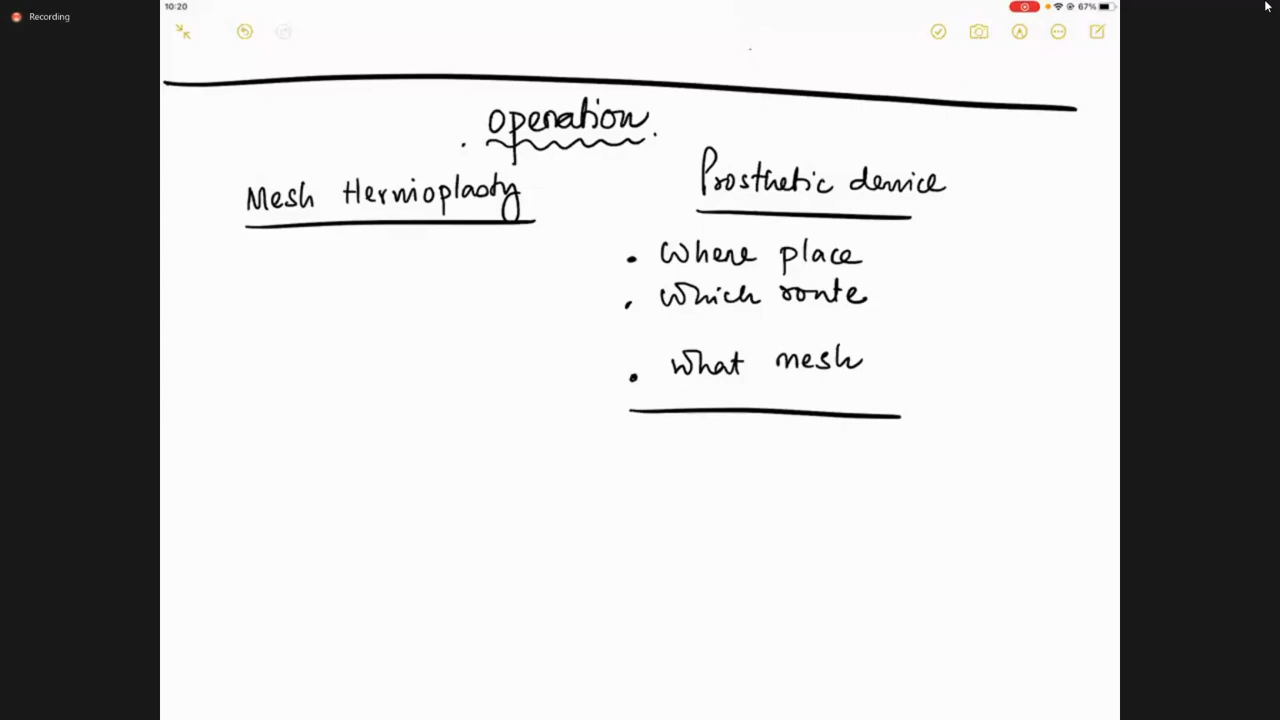 10:20
67%
Recording
operation.
Mesh Hernioplasty
Prosthetic device
• Where place
• Which route
• What mesh